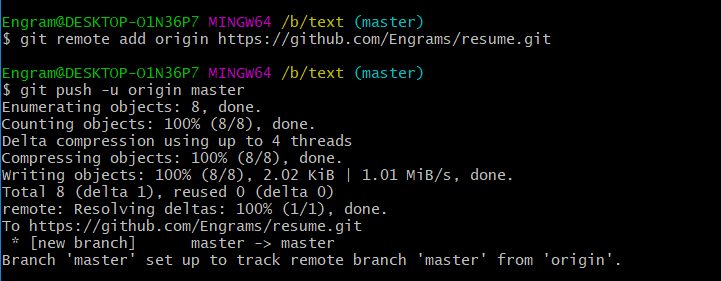 Engram@DESKTOP-O1N36P7 MINGW64 /b/text (master)
$ git remote add origin https://github.com/Engrams/resume.git
Engram@DESKTOP-O1N36P7 MINGW64 /b/text (master)
$ git push -u origin master
Enumerating objects: 8, done.
Counting objects: 100% (8/8), done.
Delta compression using up to 4 threads
Compressing objects: 100% (8/8), done.
Writing objects: 100% (8/8), 2.02 KiB | 1.01 MiB/s, done.
Total 8 (delta 1), reused 0 (delta 0)
remote: Resolving deltas: 100% (1/1), done.
To https://github.com/Engrams/resume.git
 * [new branch]      master -> master
Branch 'master' set up to track remote branch 'master' from 'origin'.